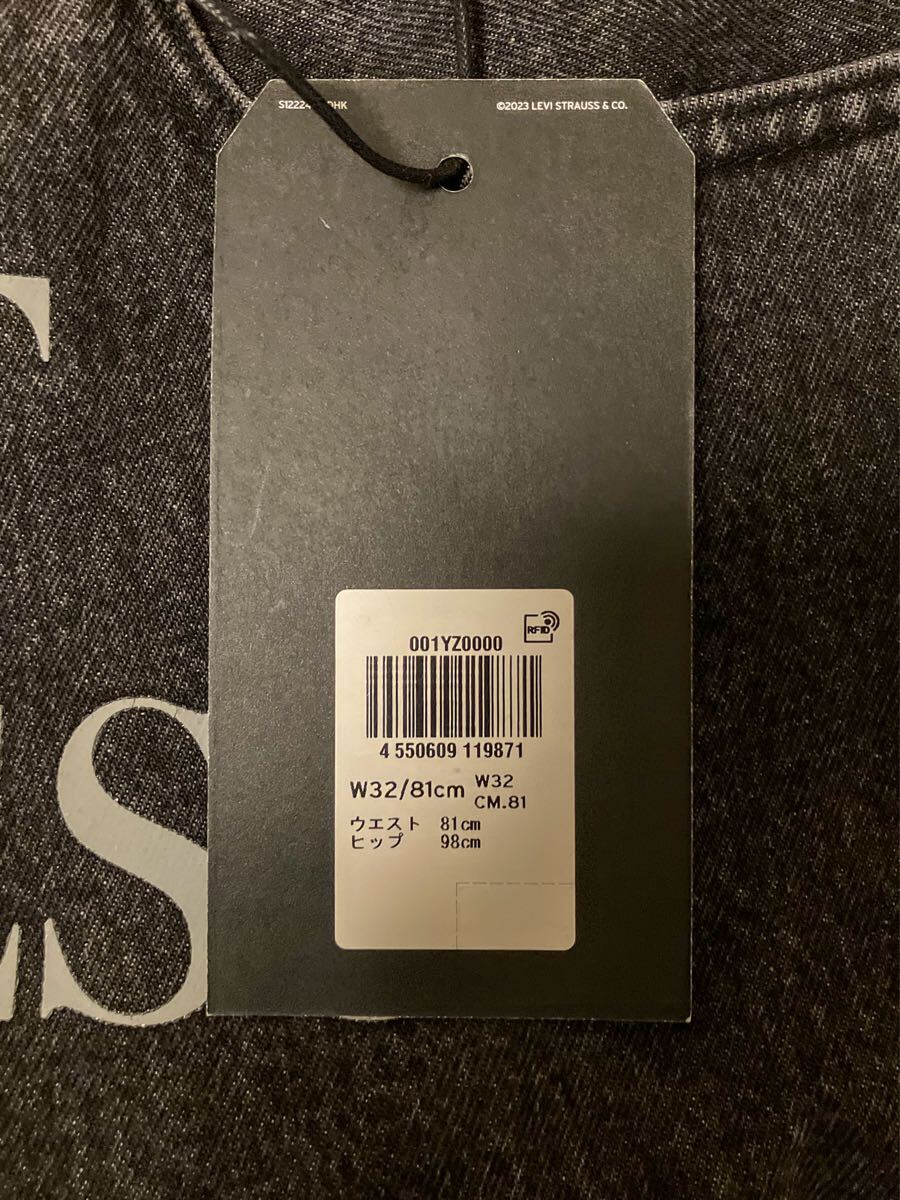 ©2023 LEVI STRAUSS & CO.
001YZ0000
RFID
4 550609 119871
W32/81cm
W32
CM.81
ウエスト 81cm
ヒップ 98cm
S